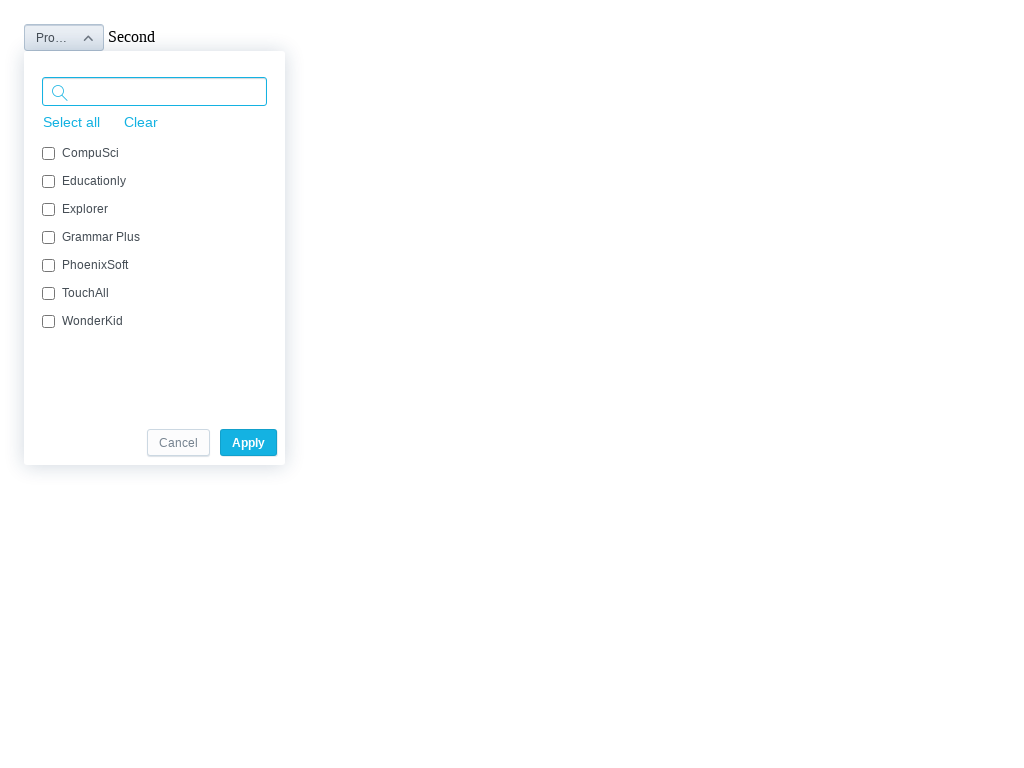 Pro… Second
Select all Clear
CompuSci
Educationly
Explorer
Grammar Plus
PhoenixSoft
TouchAll
WonderKid
Cancel Apply